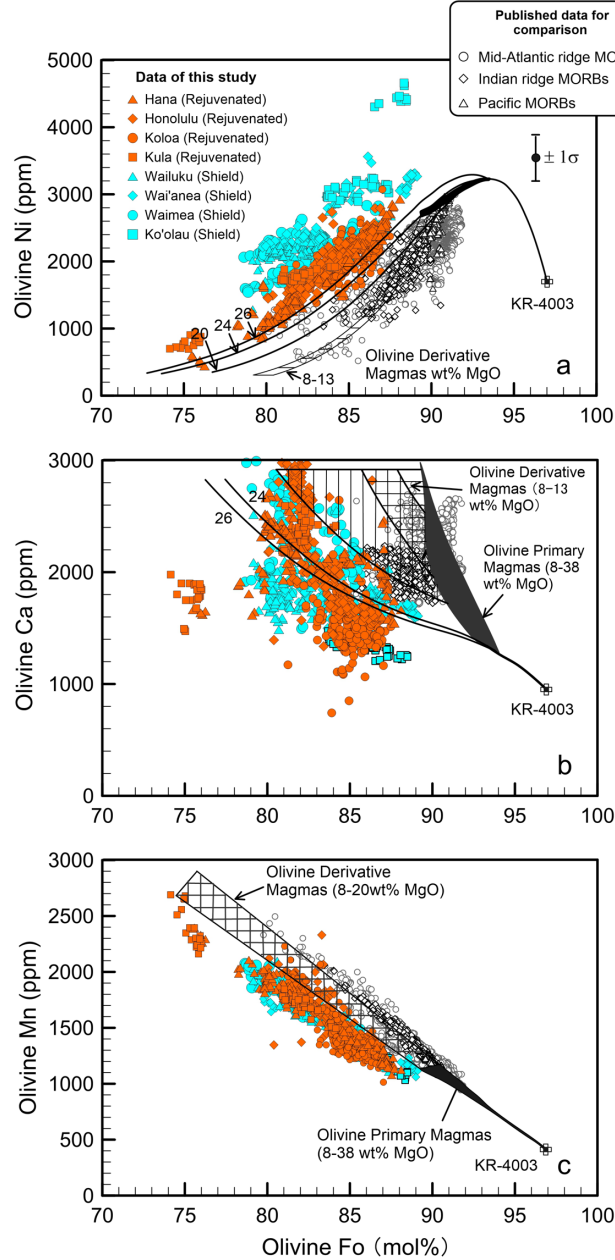 Published data for
comparison
Mid-Atlantic ridge MO
Indian ridge MORBs
Pacific MORBs
Data of this study
Hana (Rejuvenated)
Honolulu (Rejuvenated)
Koloa (Rejuvenated)
Kula (Rejuvenated)
Wailuku (Shield)
Wai'anea (Shield)
Waimea (Shield)
Ko'olau (Shield)
± 1σ
5000
4000
3000
2000
1000
0
Olivine Ni (ppm)
20
24
26
8-13
Olivine Derivative
Magmas wt% MgO
KR-4003
a
70 75 80 85 90 95 100
3000
2000
1000
0
Olivine Ca (ppm)
24
26
Olivine Derivative
Magmas (8-13
wt% MgO)
Olivine Primary
Magmas (8-38
wt% MgO)
KR-4003
b
70 75 80 85 90 95 100
3000
2500
2000
1500
1000
500
0
Olivine Mn (ppm)
Olivine Derivative
Magmas (8-20wt% MgO)
Olivine Primary Magmas
(8-38 wt% MgO)
KR-4003
c
70 75 80 85 90 95 100
Olivine Fo (mol%)